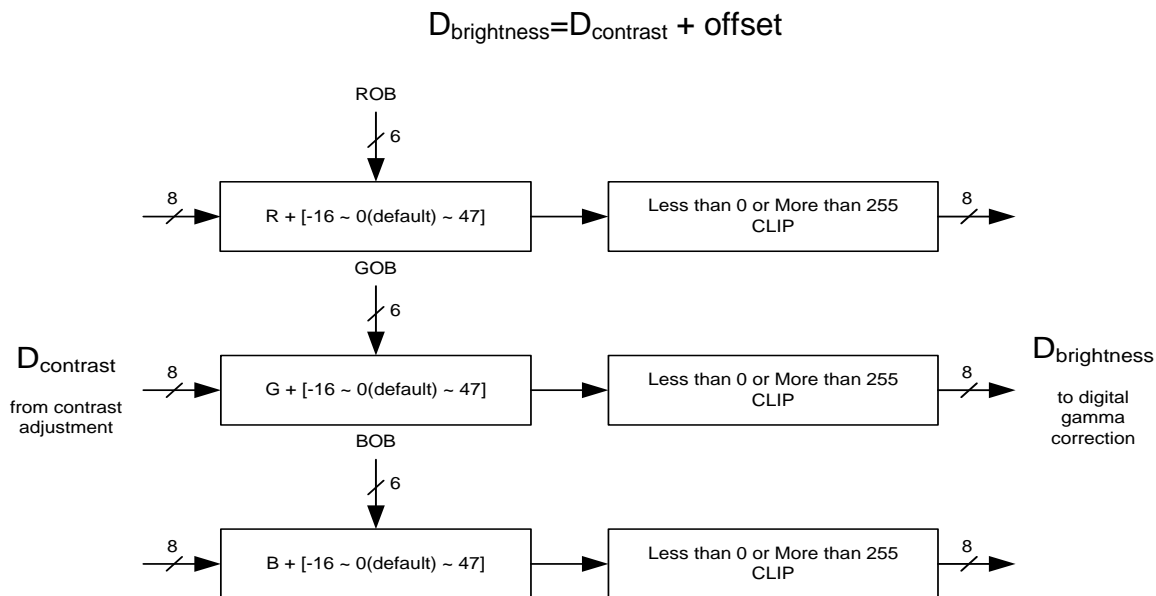 Dbrightness=Dcontrast + offset
ROB
6
8
R + [-16 ~ 0(default) ~ 47]
Less than 0 or More than 255
CLIP
8
GOB
6
Dcontrast
from contrast
adjustment
8
G + [-16 ~ 0(default) ~ 47]
Less than 0 or More than 255
CLIP
8
Dbrightness
to digital
gamma
correction
BOB
6
8
B + [-16 ~ 0(default) ~ 47]
Less than 0 or More than 255
CLIP
8